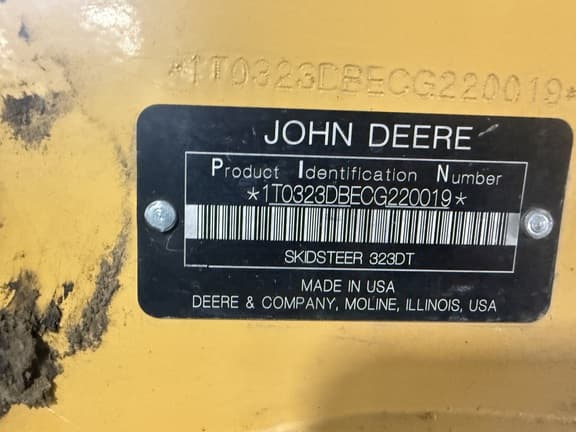 *1T0323DBECG220019*
JOHN DEERE
Product Identification Number
*1T0323DBECG220019*
SKIDSTEER 323DT
MADE IN USA
DEERE & COMPANY, MOLINE, ILLINOIS, USA